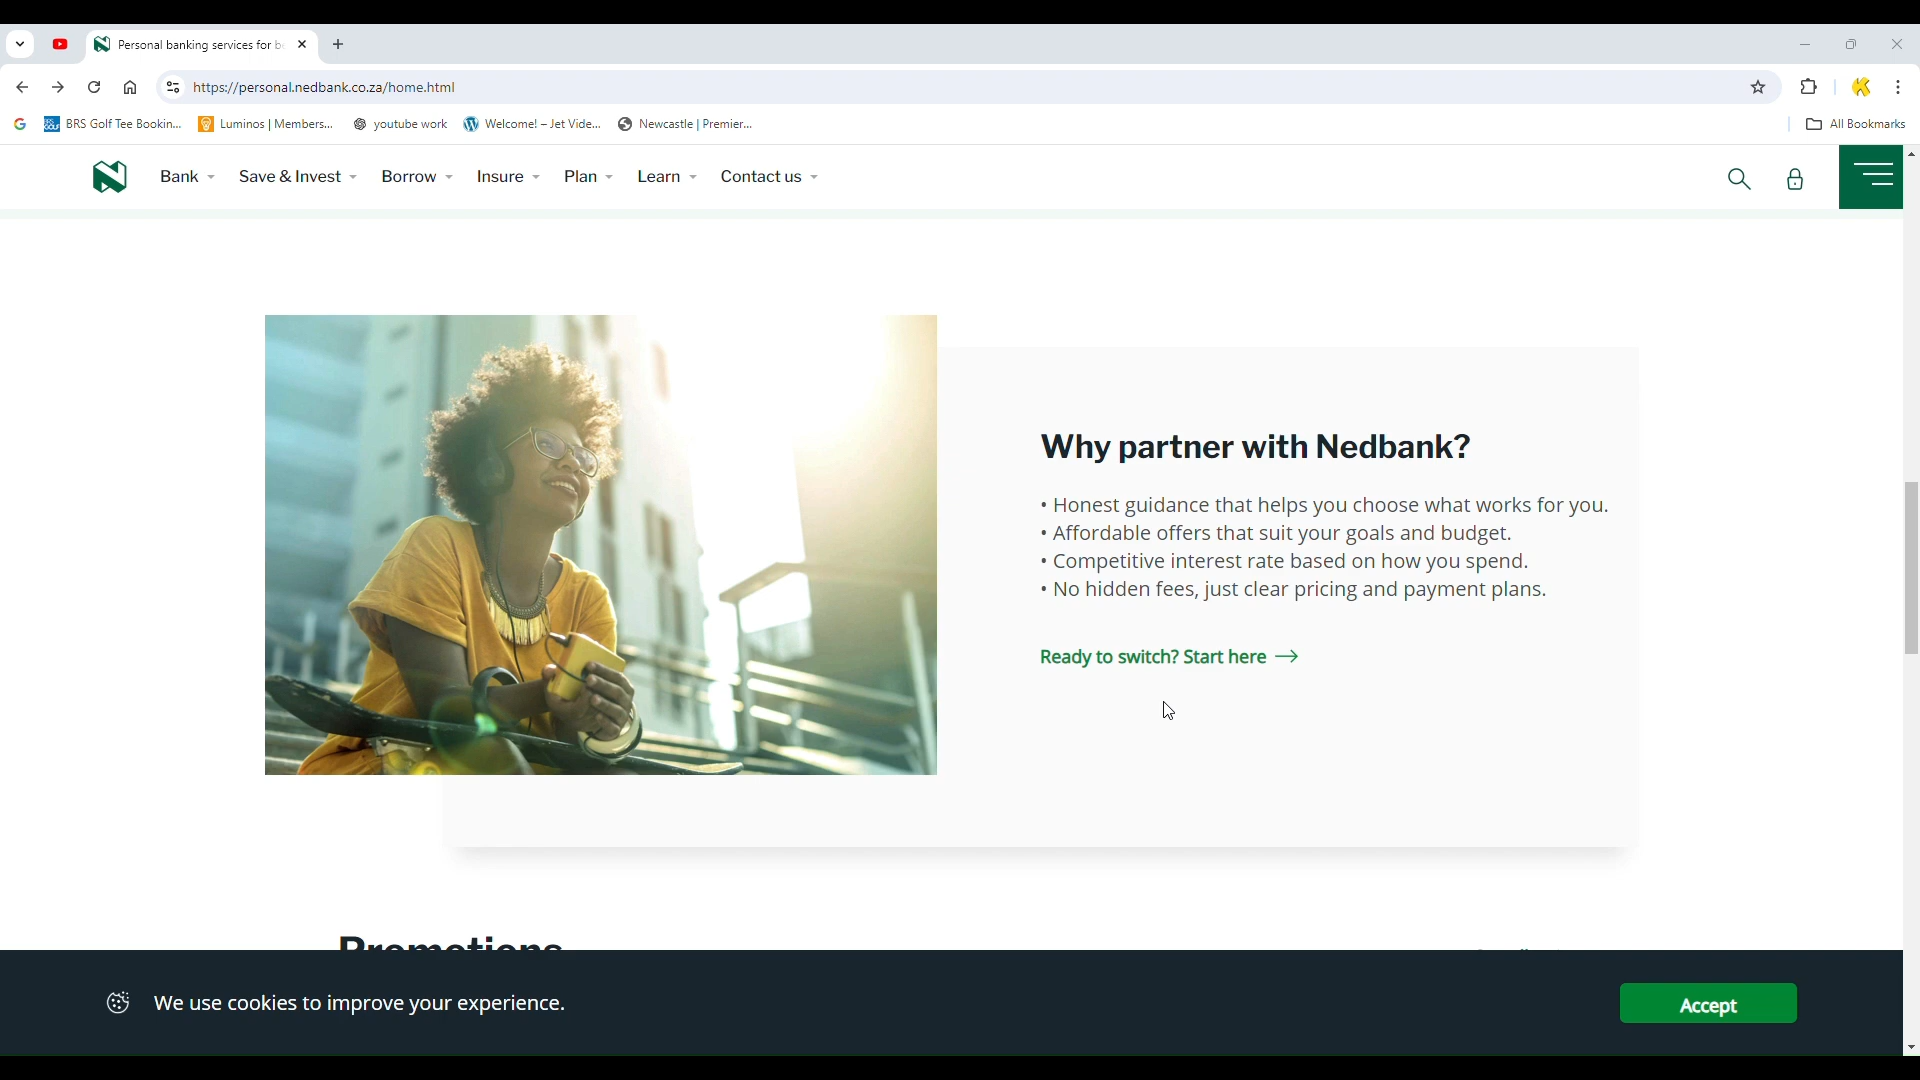 Personal banking services for be
https://personal.nedbank.co.za/home.html
BRS Golf Tee Bookin...
Luminos | Members...
youtube work
Welcome! – Jet Vide...
Newcastle | Premier...
All Bookmarks
Bank
Save & Invest
Borrow
Insure
Plan
Learn
Contact us
Why partner with Nedbank?
• Honest guidance that helps you choose what works for you.
• Affordable offers that suit your goals and budget.
• Competitive interest rate based on how you spend.
• No hidden fees, just clear pricing and payment plans.
Ready to switch? Start here →
Promotions
We use cookies to improve your experience.
Accept